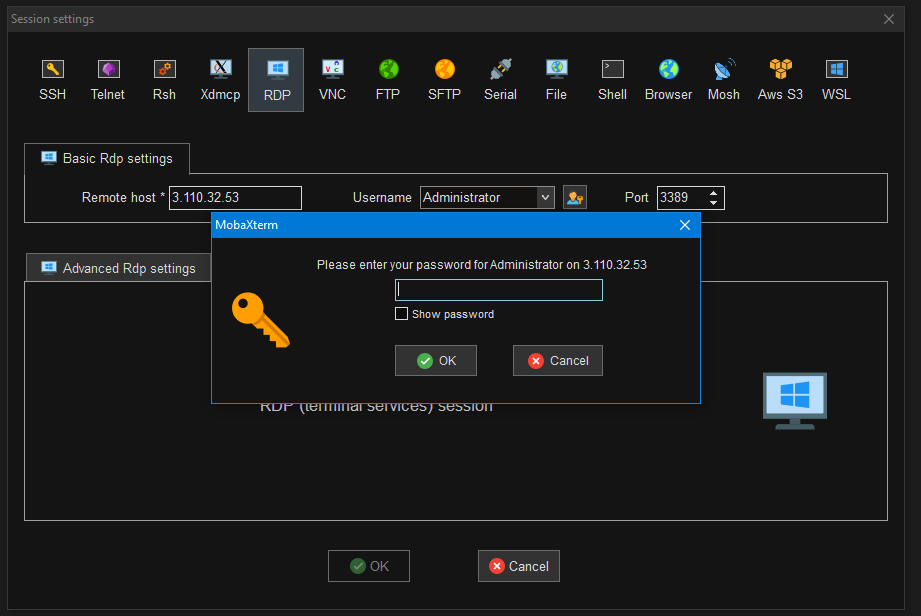 Session settings
SSH Telnet Rsh Xdmcp RDP VNC FTP SFTP Serial File Shell Browser Mosh Aws S3 WSL
Basic Rdp settings
Remote host * 3.110.32.53 Username Administrator Port 3389
MobaXterm
Advanced Rdp settings
Please enter your password for Administrator on 3.110.32.53
Show password
OK Cancel
RDP (terminal services) session
OK Cancel